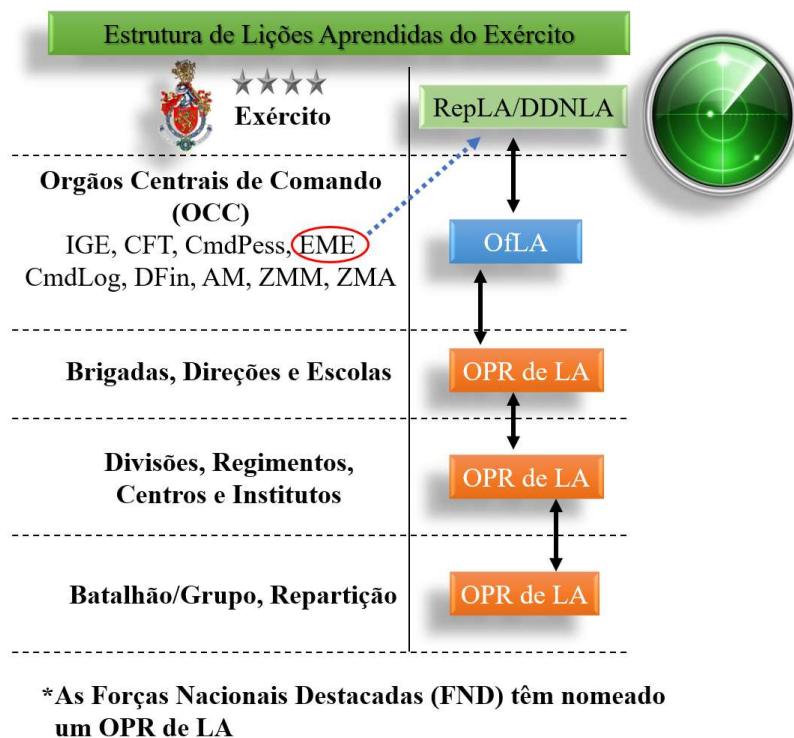 Estrutura de Lições Aprendidas do Exército
Exército
RepLA/DDNLA
Orgãos Centrais de Comando
(OCC)
IGE, CFT, CmdPess, EME
CmdLog, DFin, AM, ZMM, ZMA
OfLA
Brigadas, Direções e Escolas
OPR de LA
Divisões, Regimentos,
Centros e Institutos
OPR de LA
Batalhão/Grupo, Repartição
OPR de LA
*As Forças Nacionais Destacadas (FND) têm nomeado
um OPR de LA